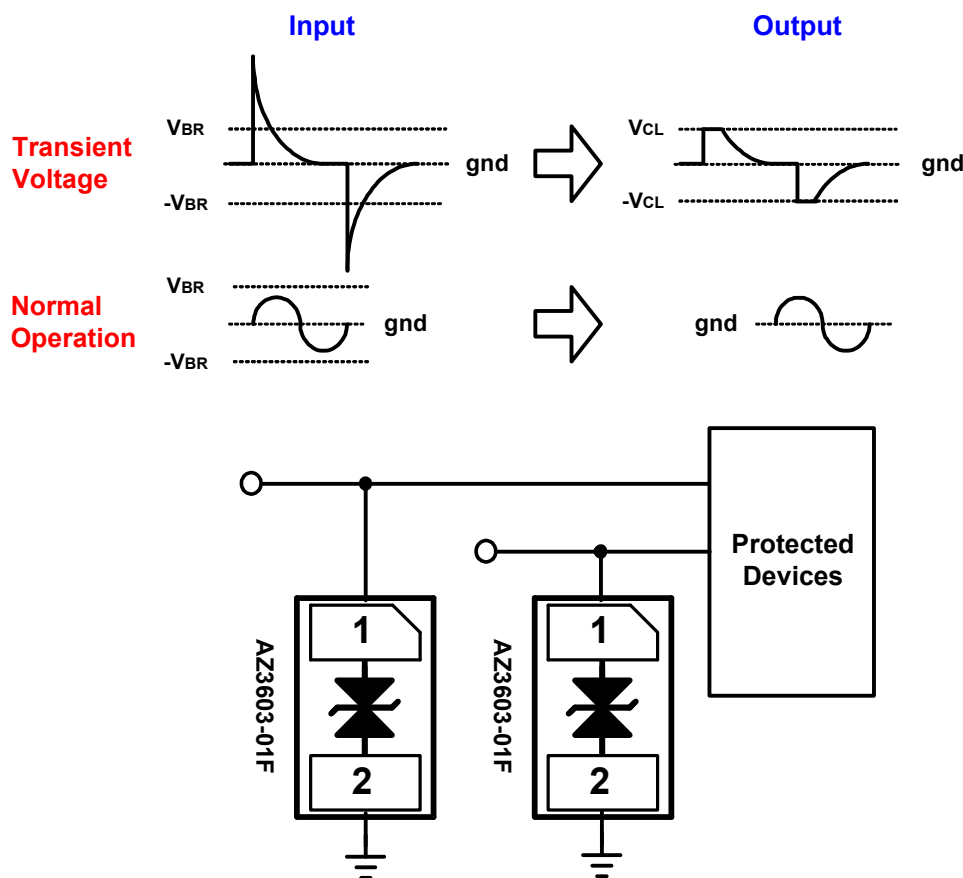 Input
Output
Transient
Voltage
VBR
gnd
-VBR
VCL
gnd
-VCL
Normal
Operation
VBR
gnd
-VBR
gnd
Protected
Devices
1
AZ3603-01F
2
1
AZ3603-01F
2